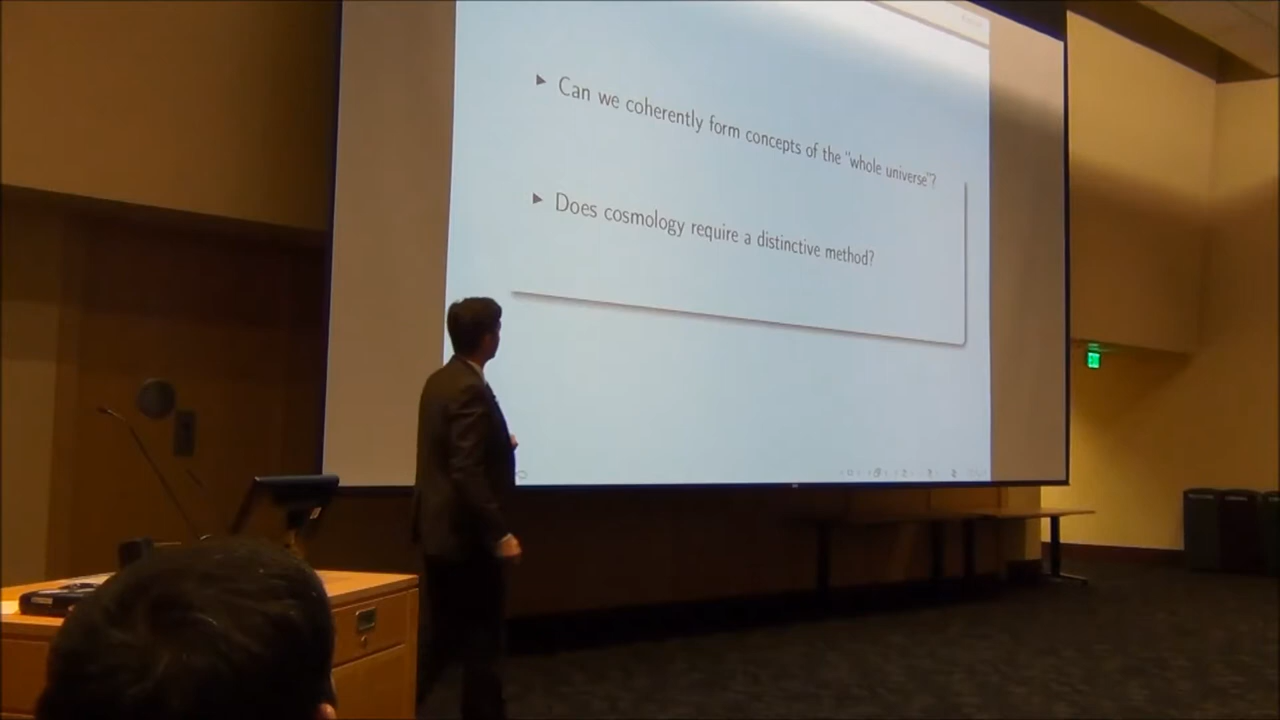 Can we coherently form concepts of the "whole universe"?
Does cosmology require a distinctive method?